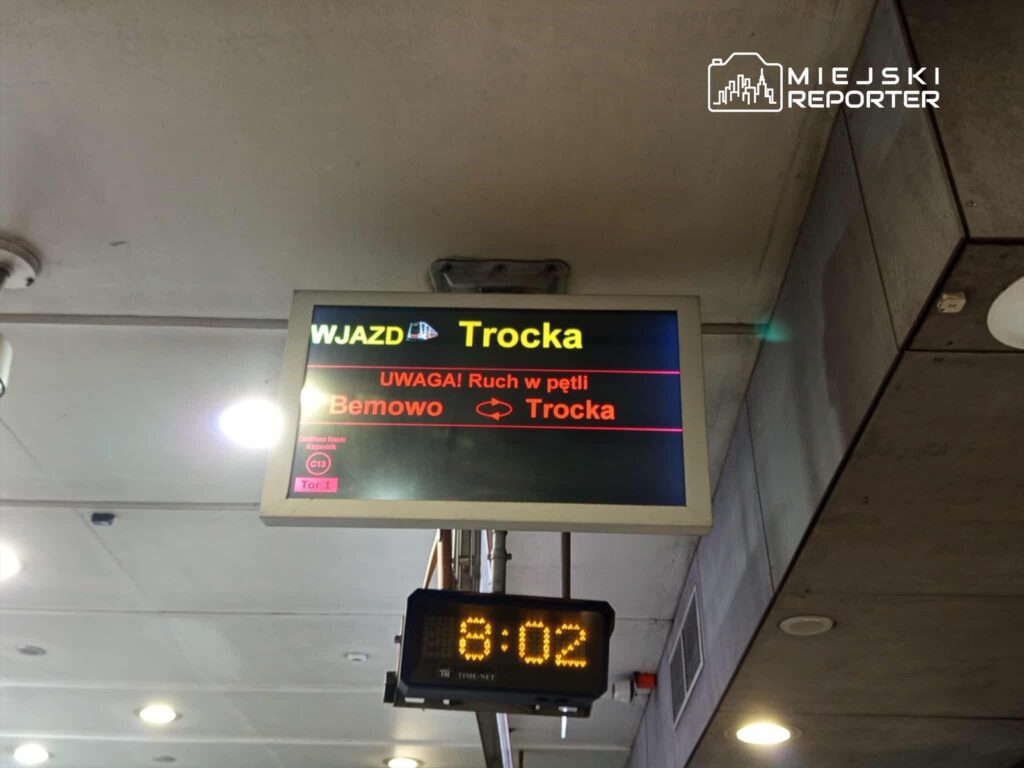 MIEJSKI
REPORTER
WJAZD Trocka
UWAGA! Ruch w pętli
Bemowo Trocka
Centrum Nauki
Kopernik
C13
Tor 1
8:02
TIME-NET